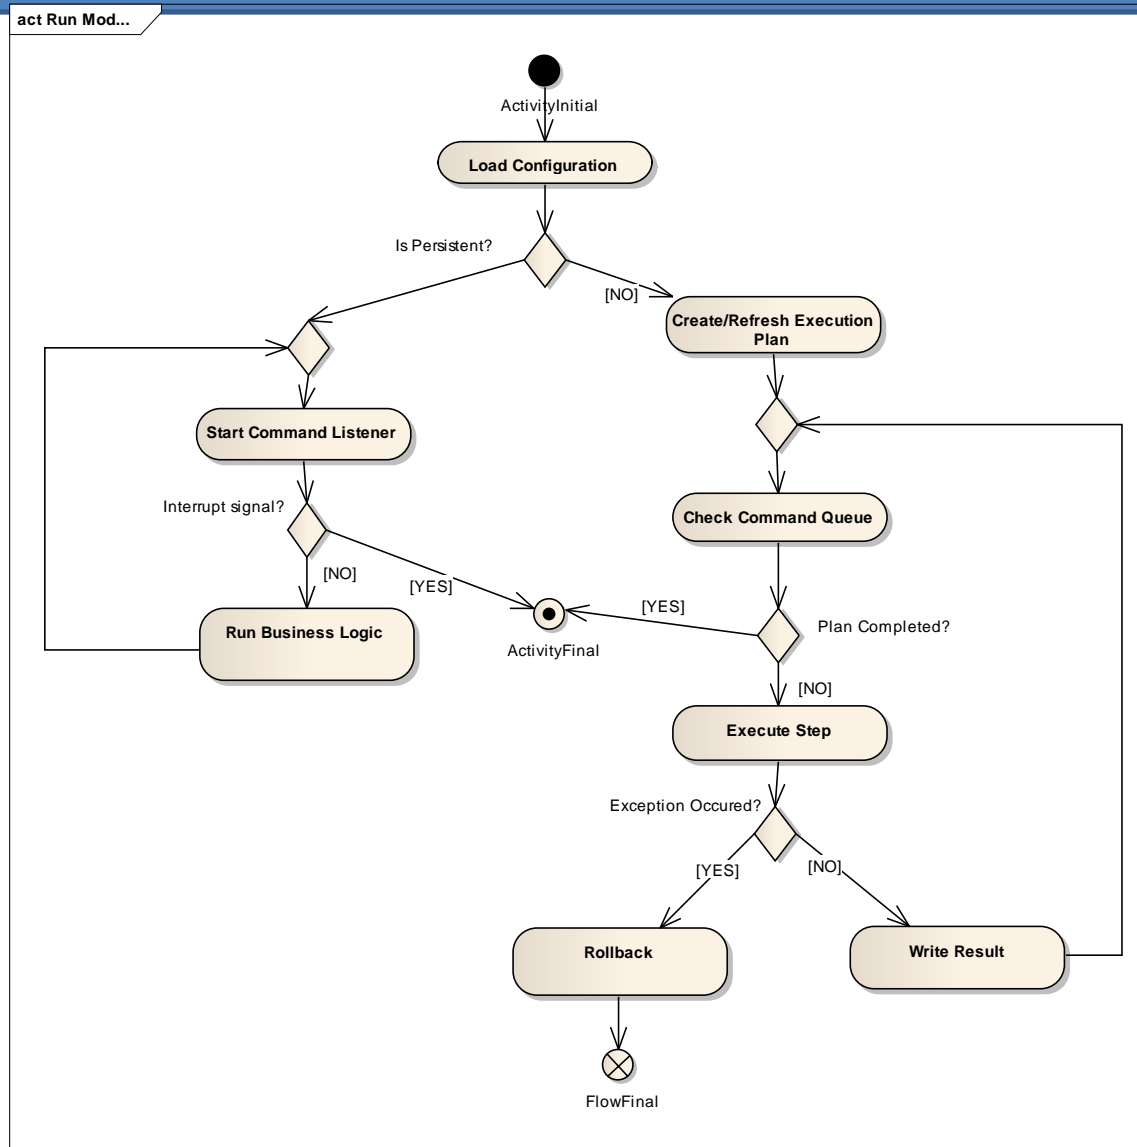 act Run Mod...
ActivityInitial
Load Configuration
Is Persistent?
[NO]
Create/Refresh Execution
Plan
Start Command Listener
Interrupt signal?
Check Command Queue
[NO]
[YES]
[YES]
Run Business Logic
Plan Completed?
ActivityFinal
[NO]
Execute Step
Exception Occured?
[YES]
[NO]
Rollback
Write Result
FlowFinal